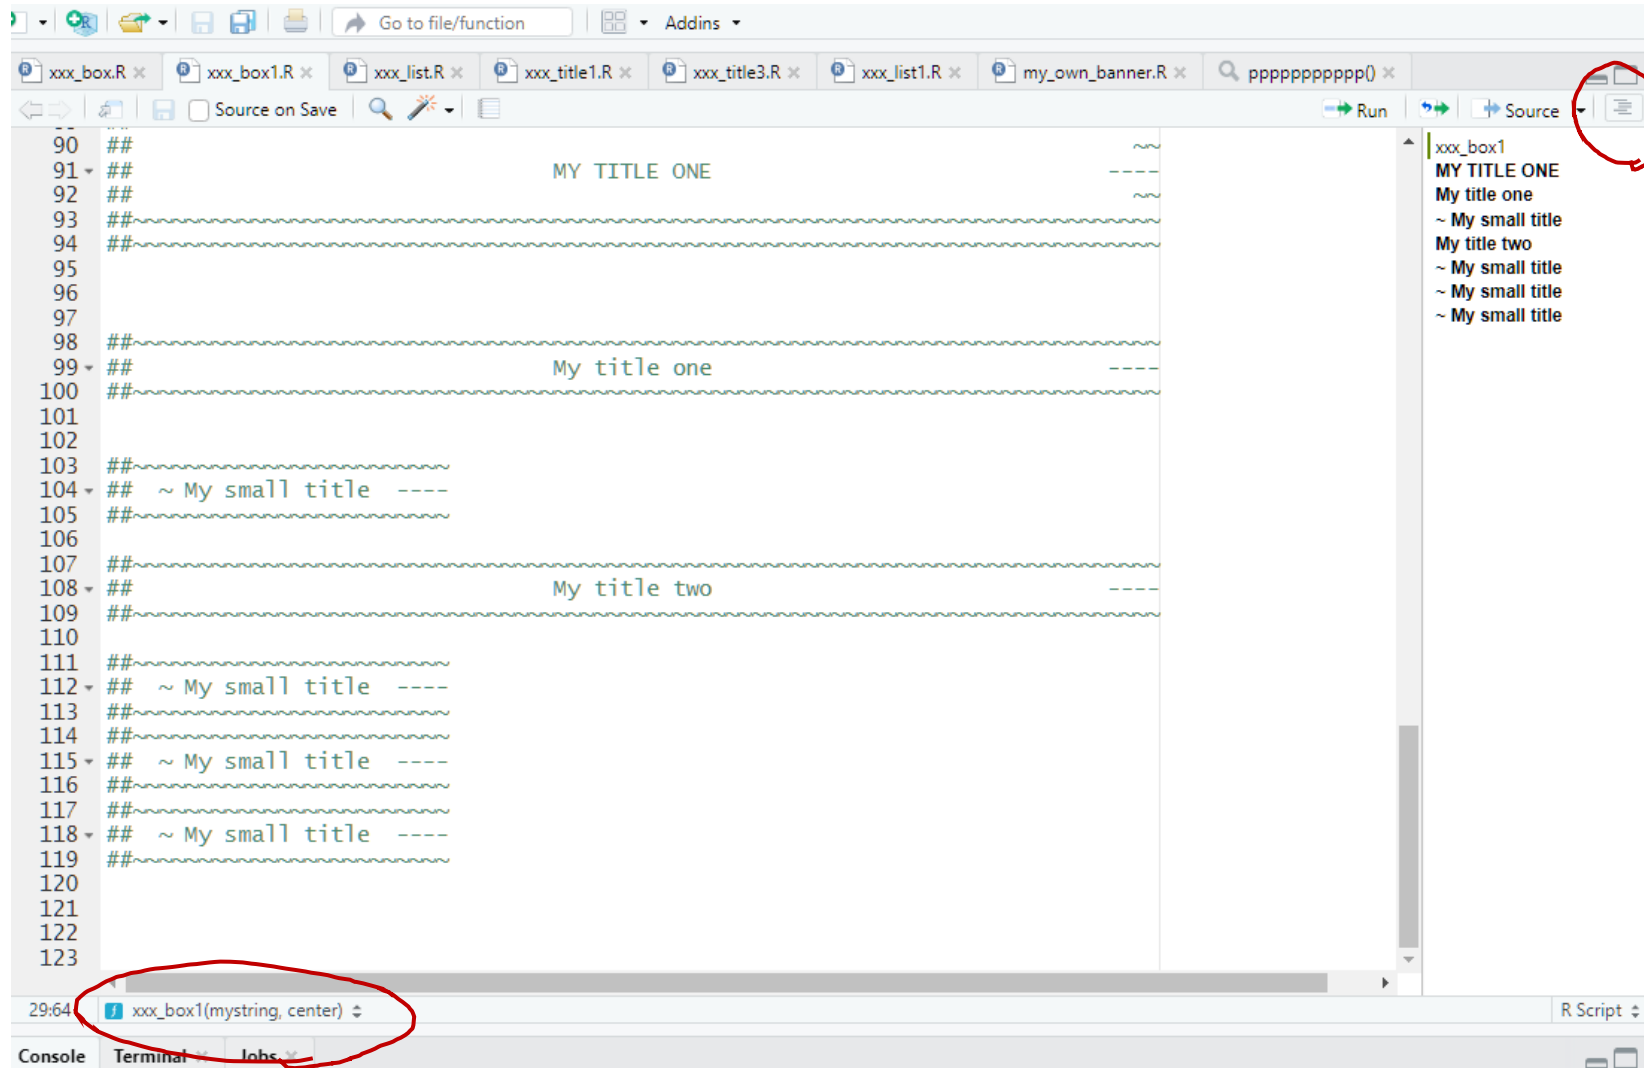 Go to file/function Addins
xxx_box.R xxx_box1.R xxx_list.R xxx_title1.R xxx_title3.R xxx_list1.R my_own_banner.R ppppppppppp()
Source on Save Run Source
90 ## ~~
91 ## MY TITLE ONE ----
92 ## ~~
93 ##~~~~~~~~~~~~~~~~~~~~~~~~~~~~~~~~~~~~~~~~~~~~~~~~~~~~~~~~~~~~~~~~~~~~~~~~~~~~~~
94 ##~~~~~~~~~~~~~~~~~~~~~~~~~~~~~~~~~~~~~~~~~~~~~~~~~~~~~~~~~~~~~~~~~~~~~~~~~~~~~~
95
96
97
98 ##~~~~~~~~~~~~~~~~~~~~~~~~~~~~~~~~~~~~~~~~~~~~~~~~~~~~~~~~~~~~~~~~~~~~~~~~~~~~~~
99 ## My title one ----
100 ##~~~~~~~~~~~~~~~~~~~~~~~~~~~~~~~~~~~~~~~~~~~~~~~~~~~~~~~~~~~~~~~~~~~~~~~~~~~~~~
101
102
103 ##~~~~~~~~~~~~~~~~~~~~~~~~
104 ## ~ My small title ----
105 ##~~~~~~~~~~~~~~~~~~~~~~~~
106
107 ##~~~~~~~~~~~~~~~~~~~~~~~~~~~~~~~~~~~~~~~~~~~~~~~~~~~~~~~~~~~~~~~~~~~~~~~~~~~~~~
108 ## My title two ----
109 ##~~~~~~~~~~~~~~~~~~~~~~~~~~~~~~~~~~~~~~~~~~~~~~~~~~~~~~~~~~~~~~~~~~~~~~~~~~~~~~
110
111 ##~~~~~~~~~~~~~~~~~~~~~~~~
112 ## ~ My small title ----
113 ##~~~~~~~~~~~~~~~~~~~~~~~~
114 ##~~~~~~~~~~~~~~~~~~~~~~~~
115 ## ~ My small title ----
116 ##~~~~~~~~~~~~~~~~~~~~~~~~
117 ##~~~~~~~~~~~~~~~~~~~~~~~~
118 ## ~ My small title ----
119 ##~~~~~~~~~~~~~~~~~~~~~~~~
120
121
122
123
xxx_box1
MY TITLE ONE
My title one
~ My small title
My title two
~ My small title
~ My small title
~ My small title
29:64 xxx_box1(mystring, center) R Script
Console Terminal Jobs